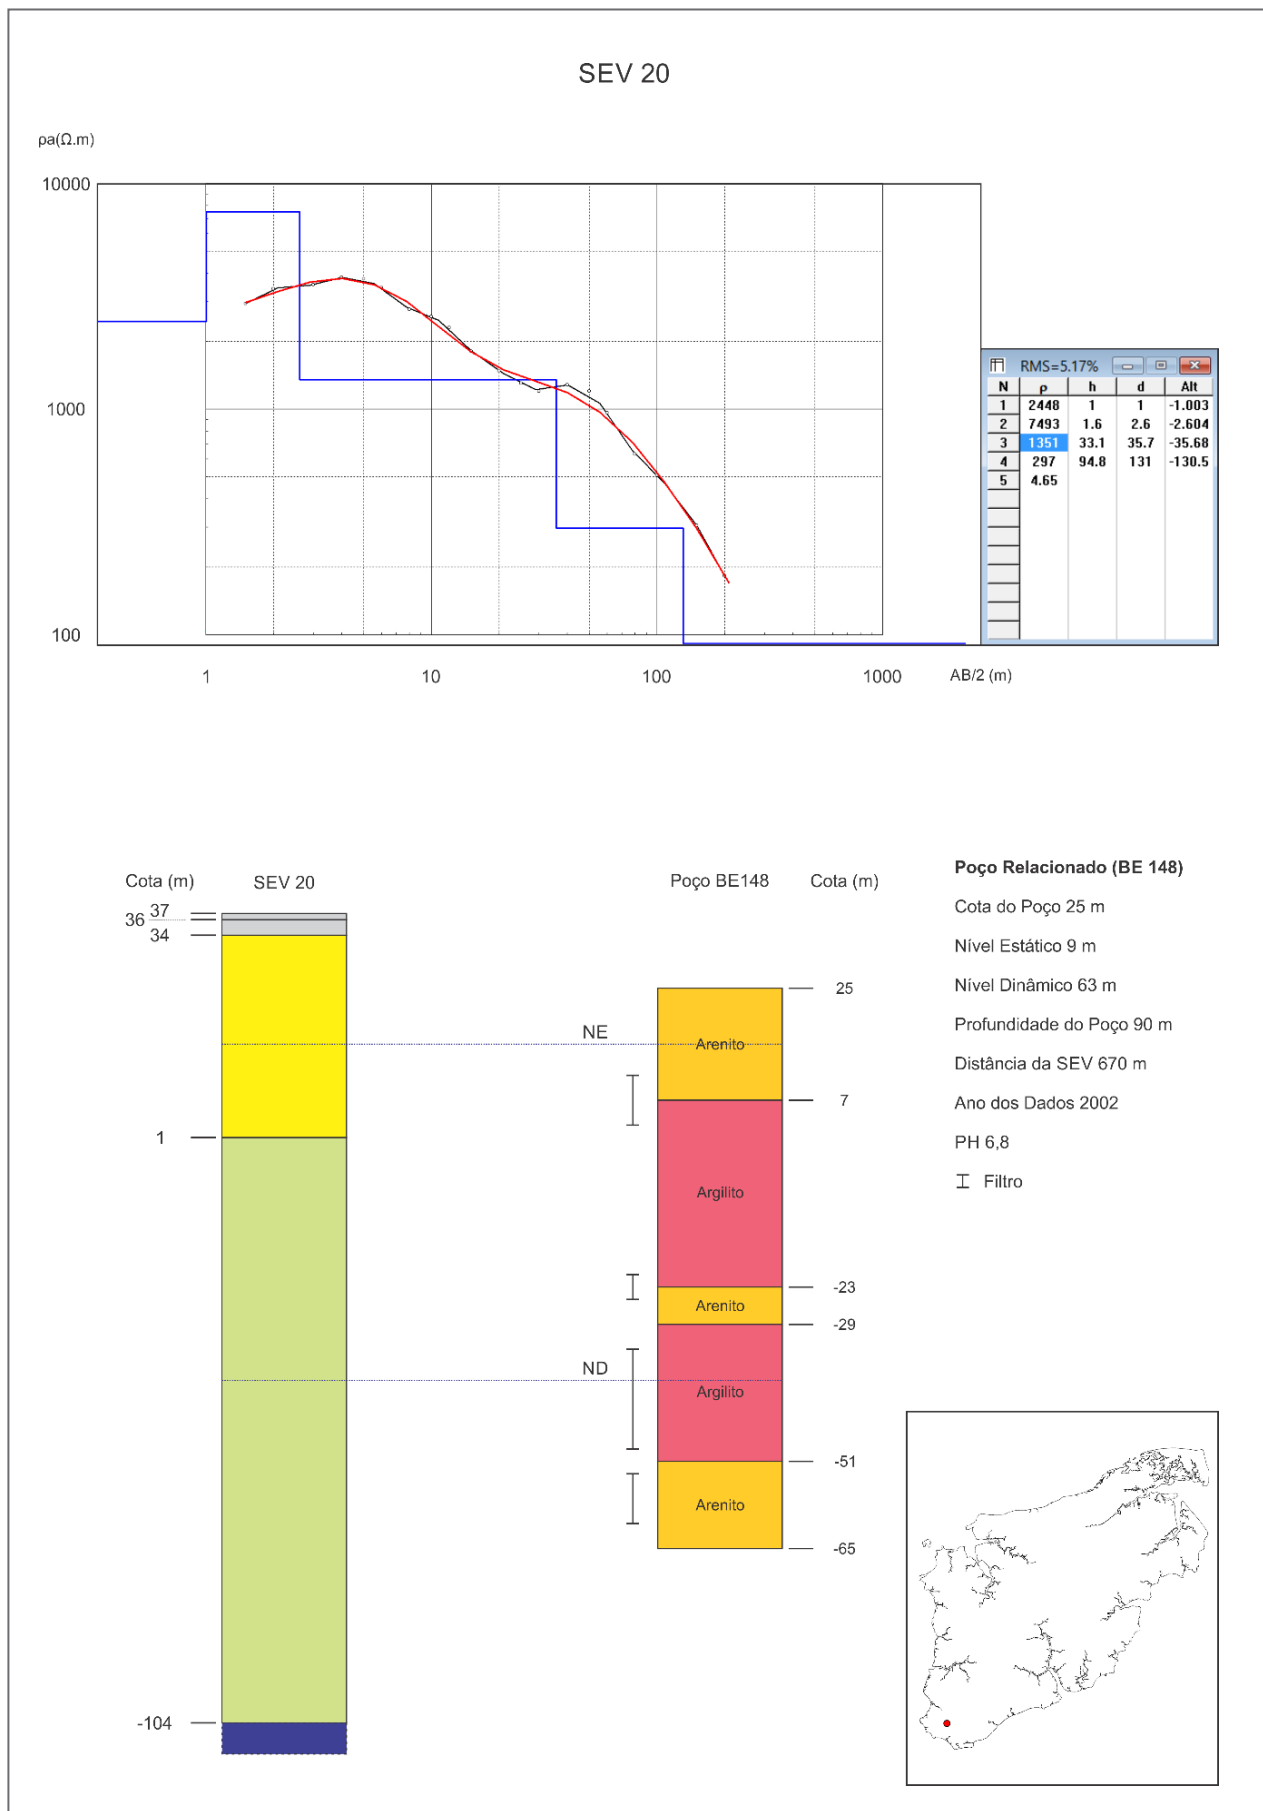 SEV 20
ρa(Ω.m)
10000
1000
100
1 10 100 1000 AB/2 (m)
RMS=5.17%
N ρ h d Alt
1 2448 1 1 -1.003
2 7493 1.6 2.6 -2.604
3 1351 33.1 35.7 -35.68
4 297 94.8 131 -130.5
5 4.65
Cota (m) SEV 20
37
36
34
1
-104
NE
ND
Poço BE148 Cota (m)
25
Arenito
7
Argilito
-23
Arenito
-29
Argilito
-51
Arenito
-65
Poço Relacionado (BE 148)
Cota do Poço 25 m
Nível Estático 9 m
Nível Dinâmico 63 m
Profundidade do Poço 90 m
Distância da SEV 670 m
Ano dos Dados 2002
PH 6,8
Filtro